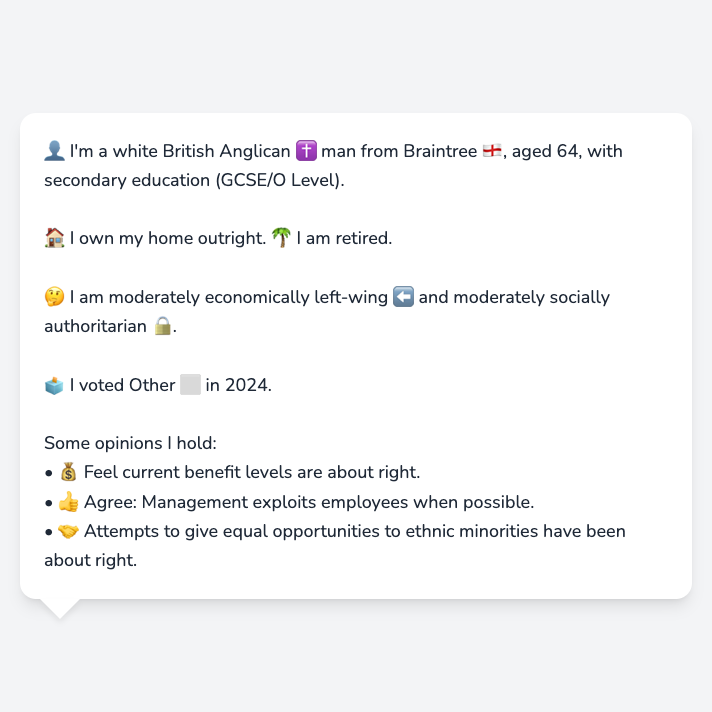 👤 I'm a white British Anglican ✝️ man from Braintree 🏴󠁧󠁢󠁥󠁮󠁧󠁿, aged 64, with
secondary education (GCSE/O Level).
🏠 I own my home outright. 🌴 I am retired.
🤔 I am moderately economically left-wing ⬅️ and moderately socially
authoritarian 🔒.
🗳️ I voted Other ⬜ in 2024.
Some opinions I hold:
• 💰 Feel current benefit levels are about right.
• 👍 Agree: Management exploits employees when possible.
• 🤝 Attempts to give equal opportunities to ethnic minorities have been
about right.